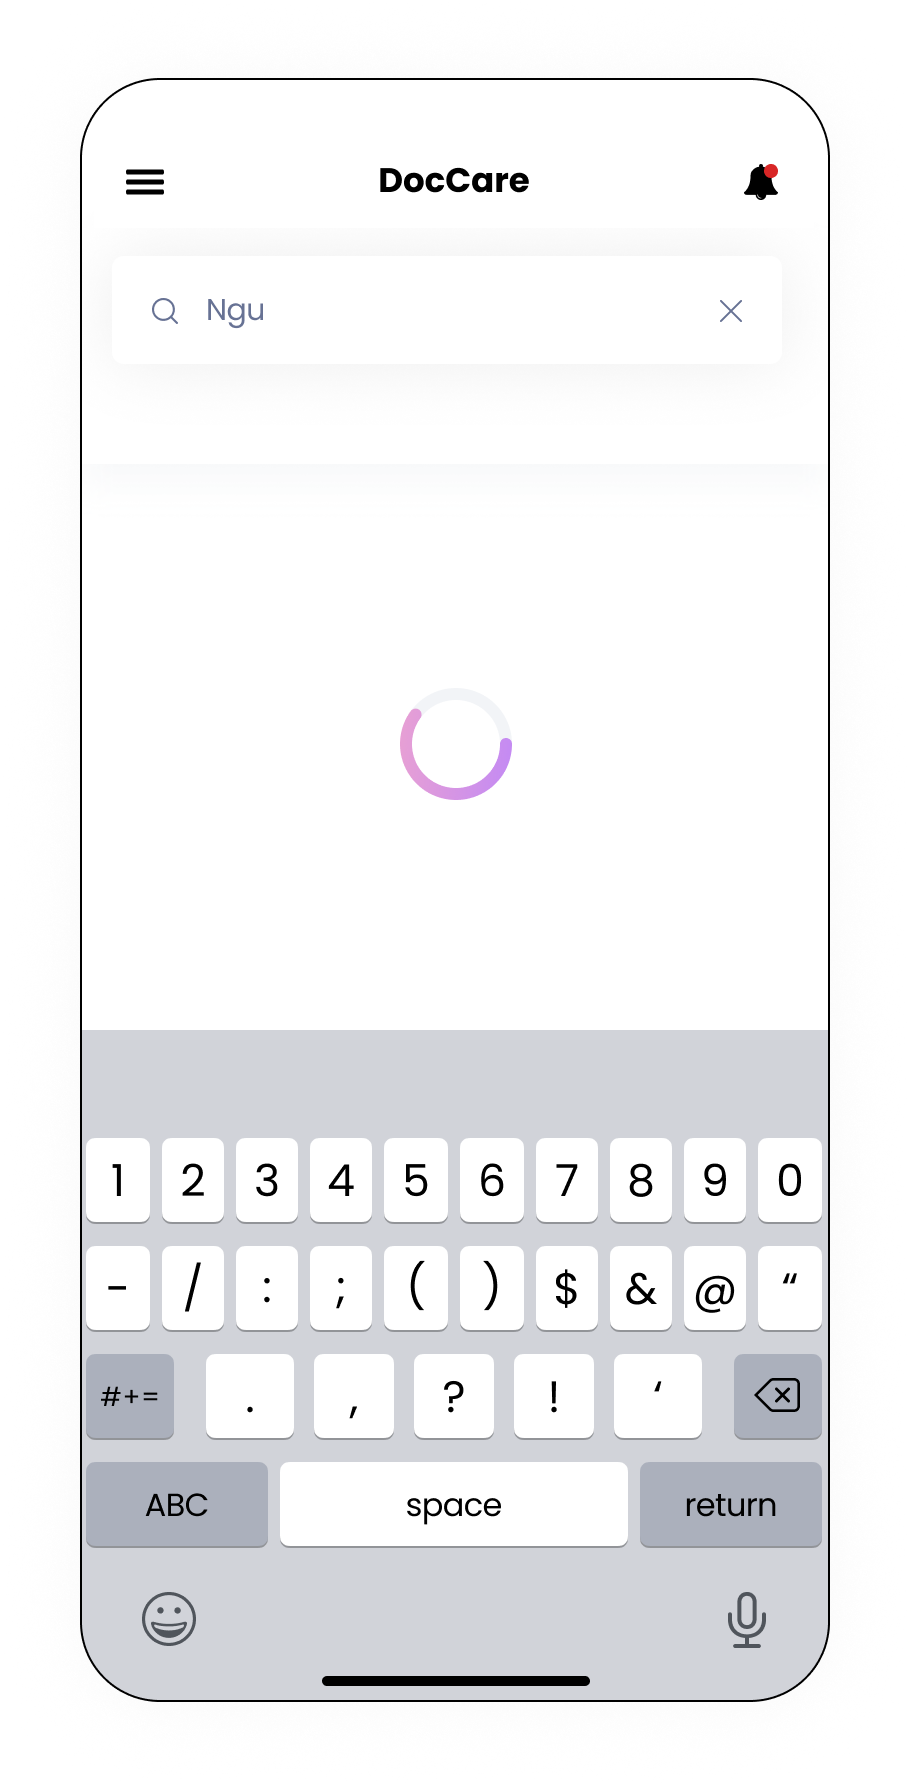 DocCare
Ngu
1 2 3 4 5 6 7 8 9 0
- / : ; ( ) $ & @ “
#+= . , ? ! ‘
ABC space return